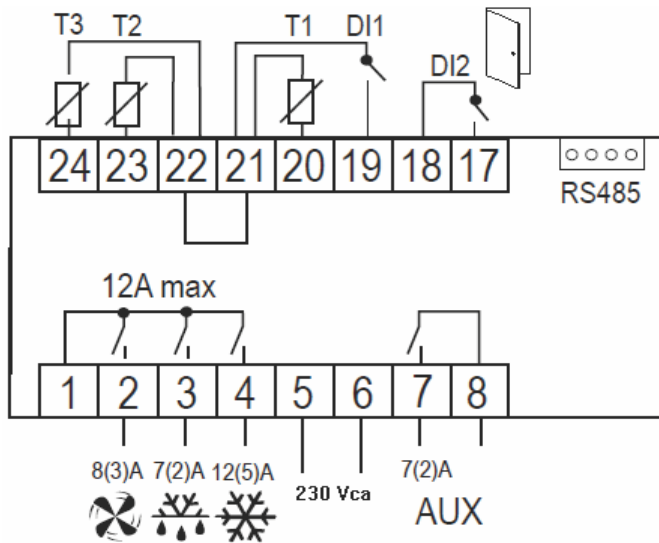 T3 T2 T1 DI1
DI2
24 23 22 21 20 19 18 17
RS485
12A max
1 2 3 4 5 6 7 8
8(3)A 7(2)A 12(5)A 230 Vca 7(2)A
AUX